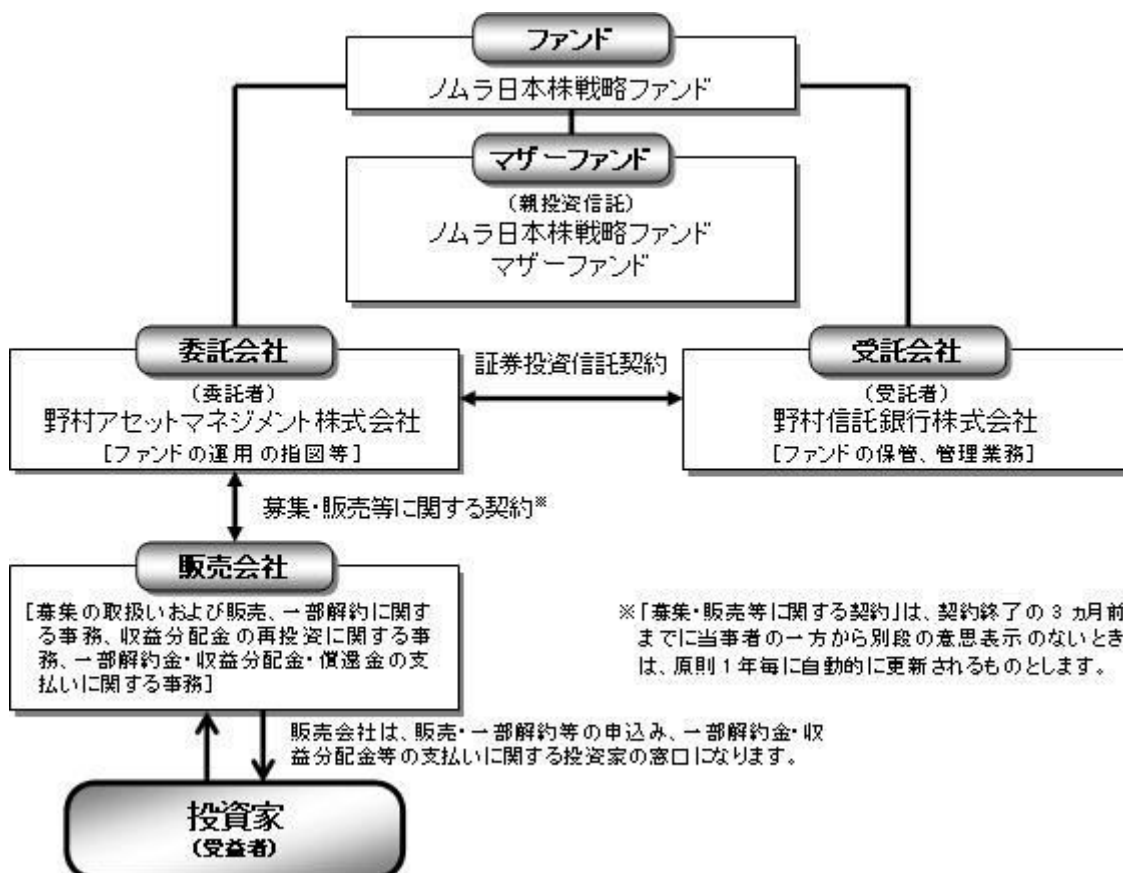 ファンド
ノムラ日本株戦略ファンド
マザーファンド
(親投資信託)
ノムラ日本株戦略ファンド
マザーファンド
委託会社
(委託者)
野村アセットマネジメント株式会社
[ファンドの運用の指図等]
証券投資信託契約
受託会社
(受託者)
野村信託銀行株式会社
[ファンドの保管、管理業務]
募集・販売等に関する契約※
販売会社
[募集の取扱いおよび販売、一部解約に関す
る事務、収益分配金の再投資に関する事
務、一部解約金・収益分配金・償還金の支
払いに関する事務]
※「募集・販売等に関する契約」は、契約終了の3ヵ月前
までに当事者の一方から別段の意思表示のないとき
は、原則1年毎に自動的に更新されるものとします。
販売会社は、販売・一部解約等の申込み、一部解約金・収
益分配金等の支払いに関する投資家の窓口になります。
投資家
(受益者)